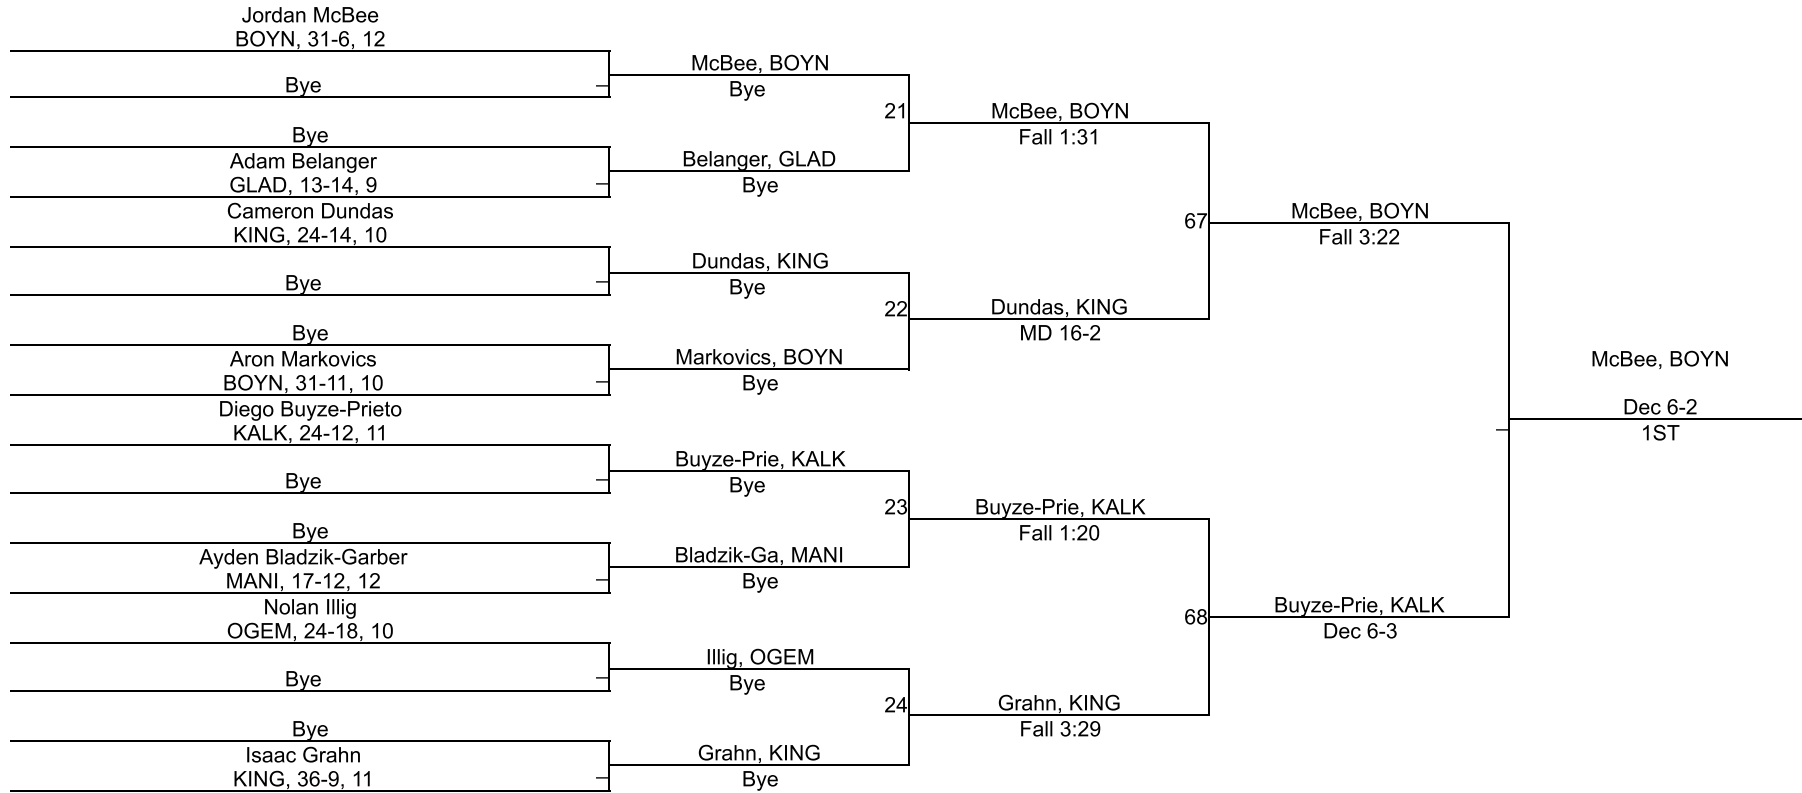 Jordan McBee
BOYN, 31-6, 12
Bye
Bye
Adam Belanger
GLAD, 13-14, 9
Cameron Dundas
KING, 24-14, 10
Bye
Bye
Aron Markovics
BOYN, 31-11, 10
Diego Buyze-Prieto
KALK, 24-12, 11
Bye
Bye
Ayden Bladzik-Garber
MANI, 17-12, 12
Nolan Illig
OGEM, 24-18, 10
Bye
Bye
Isaac Grahn
KING, 36-9, 11
McBee, BOYN
Bye
21
Belanger, GLAD
Bye
Dundas, KING
Bye
22
Markovics, BOYN
Bye
Buyze-Prie, KALK
Bye
23
Bladzik-Ga, MANI
Bye
Illig, OGEM
Bye
24
Grahn, KING
Bye
McBee, BOYN
Fall 1:31
67
Dundas, KING
MD 16-2
Buyze-Prie, KALK
Fall 1:20
68
Grahn, KING
Fall 3:29
McBee, BOYN
Fall 3:22
Buyze-Prie, KALK
Dec 6-3
McBee, BOYN
Dec 6-2
1ST